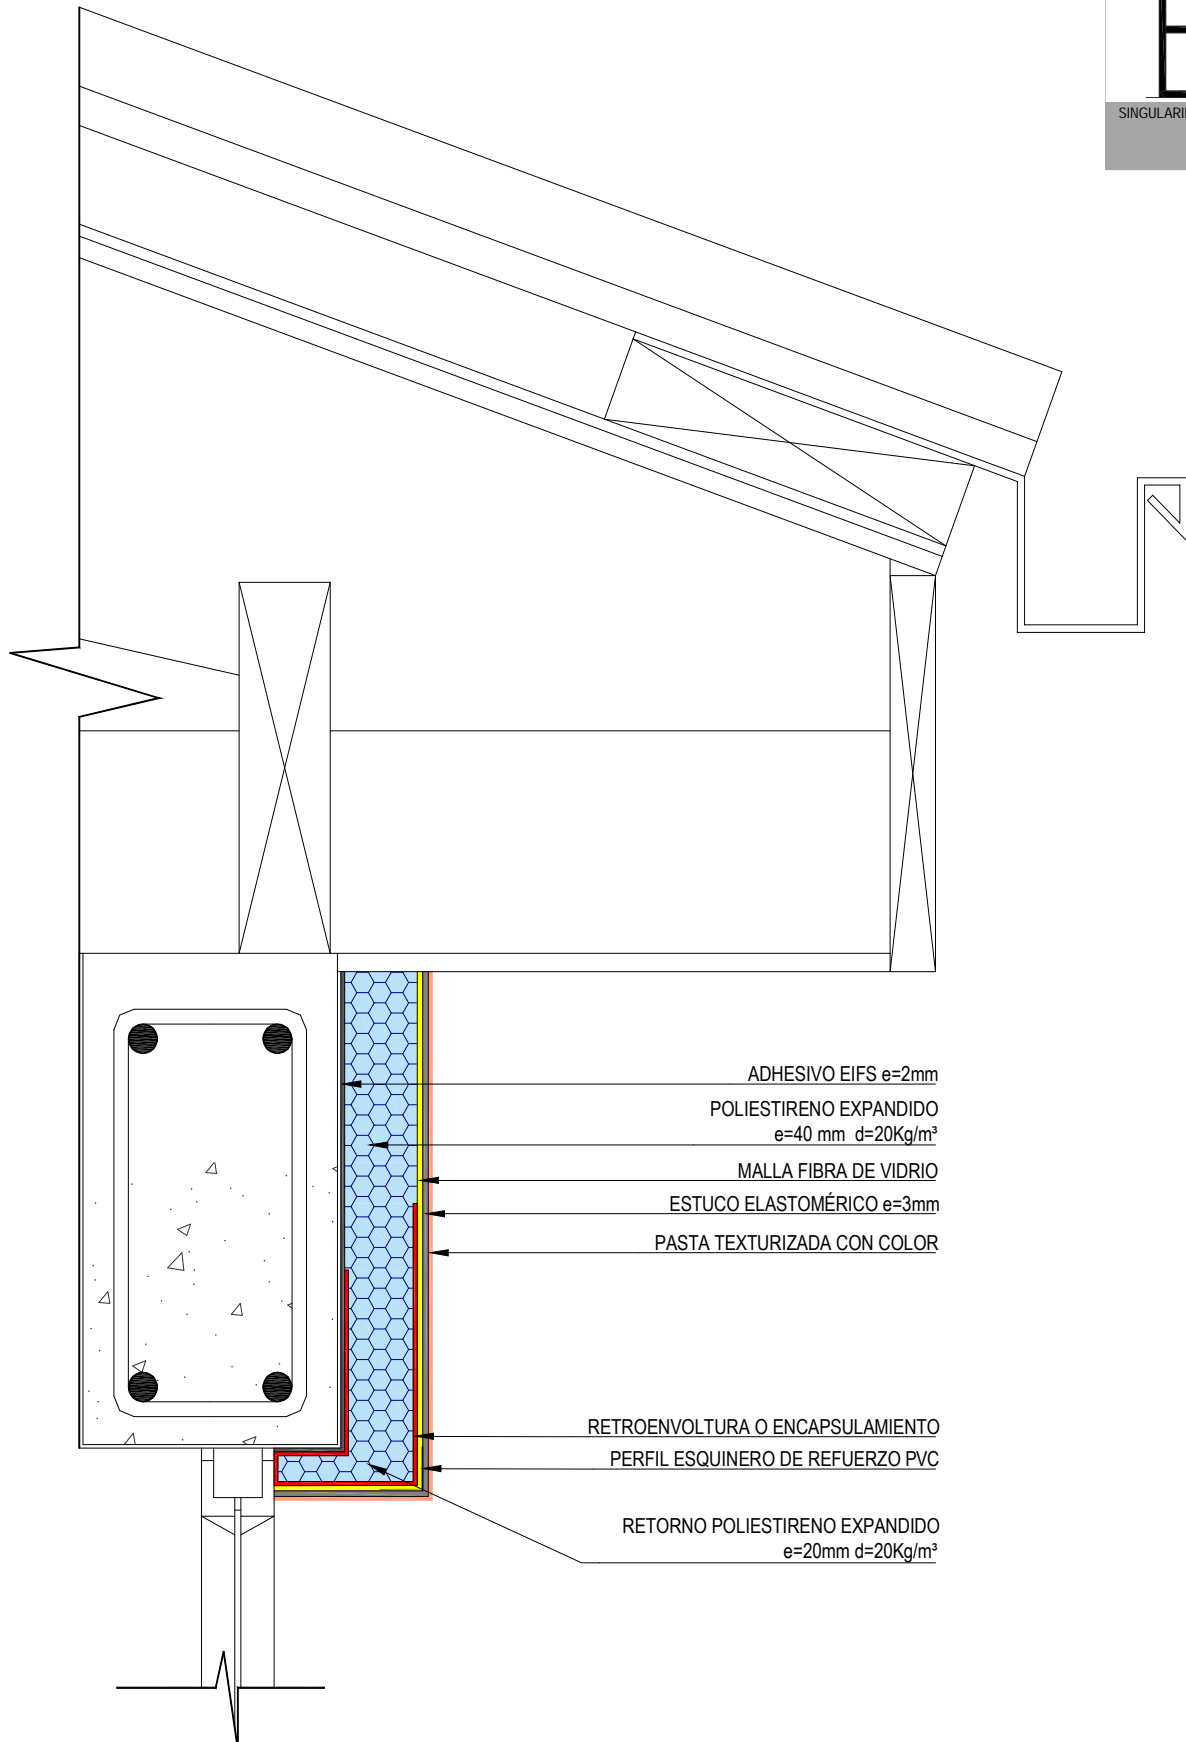 ADHESIVO EIFS e=2mm
POLIESTIRENO EXPANDIDO
e=40 mm d=20Kg/m³
MALLA FIBRA DE VIDRIO
ESTUCO ELASTOMÉRICO e=3mm
PASTA TEXTURIZADA CON COLOR
RETROENVOLTURA O ENCAPSULAMIENTO
PERFIL ESQUINERO DE REFUERZO PVC
RETORNO POLIESTIRENO EXPANDIDO
e=20mm d=20Kg/m³